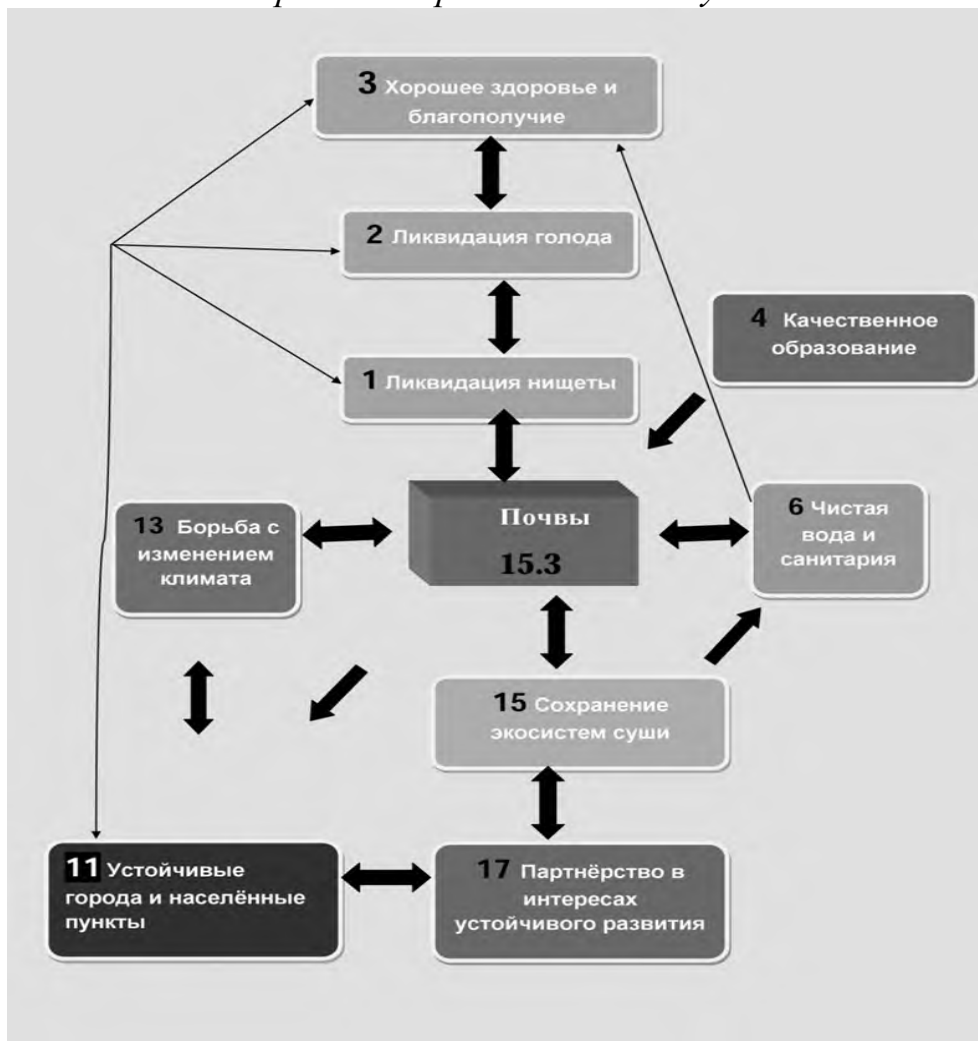 3 Хорошее здоровье и
благополучие
2 Ликвидация голода
4 Качественное
образование
1 Ликвидация нищеты
13 Борьба с
изменением
климата
Почвы
15.3
6 Чистая
вода и
санитария
15 Сохранение
экосистем суши
11 Устойчивые
города и населённые
пункты
17 Партнёрство в
интересах
устойчивого развития